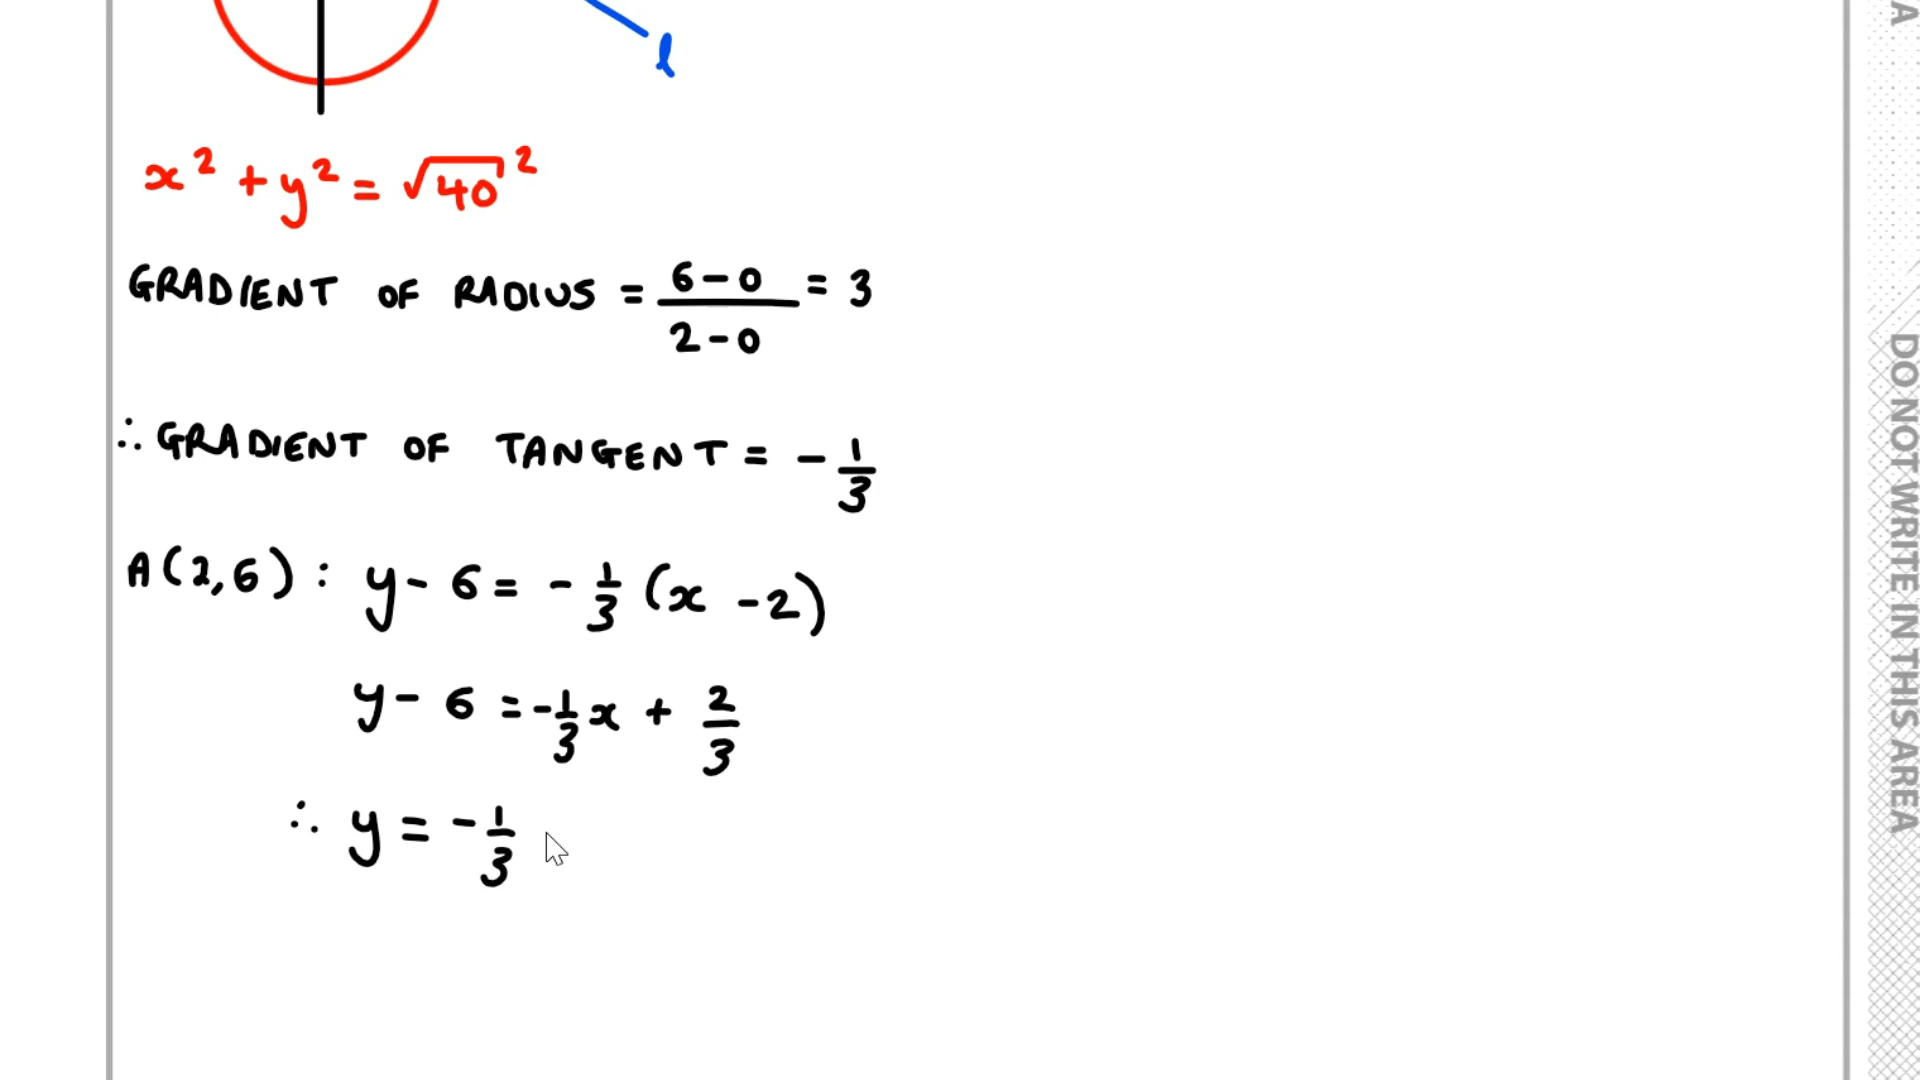 l
x² + y² = √40²
GRADIENT OF RADIUS = 6-0/2-0 = 3
∴ GRADIENT OF TANGENT = -1/3
A(2,6): y - 6 = -1/3 (x - 2)
y - 6 = -1/3 x + 2/3
∴ y = -1/3
A
DO NOT WRITE IN THIS AREA